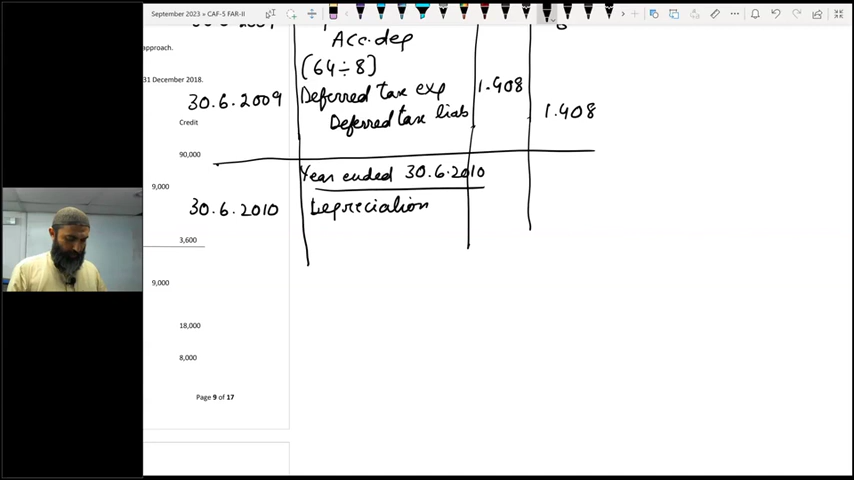 September 2023 » CAF-5 FAR-II
Acc.dep
approach.
(64÷8)
31 December 2018.
30.6.2009
Deferred tax exp
1.408
Deferred tax liab
1.408
Credit
90,000
Year ended 30.6.2010
9,000
30.6.2010
Depreciation
3,600
9,000
18,000
8,000
Page 9 of 17